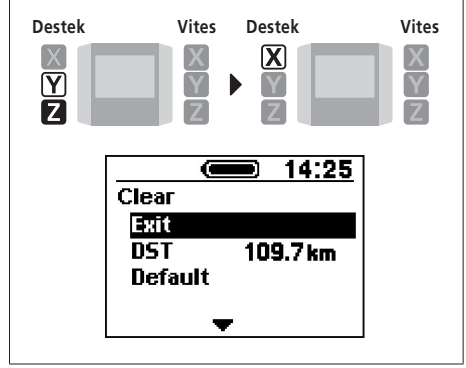 Destek Vites Destek Vites
X X X X
Y Y Y Y
Z Z Z Z
14:25
Clear
Exit
DST 109.7 km
Default